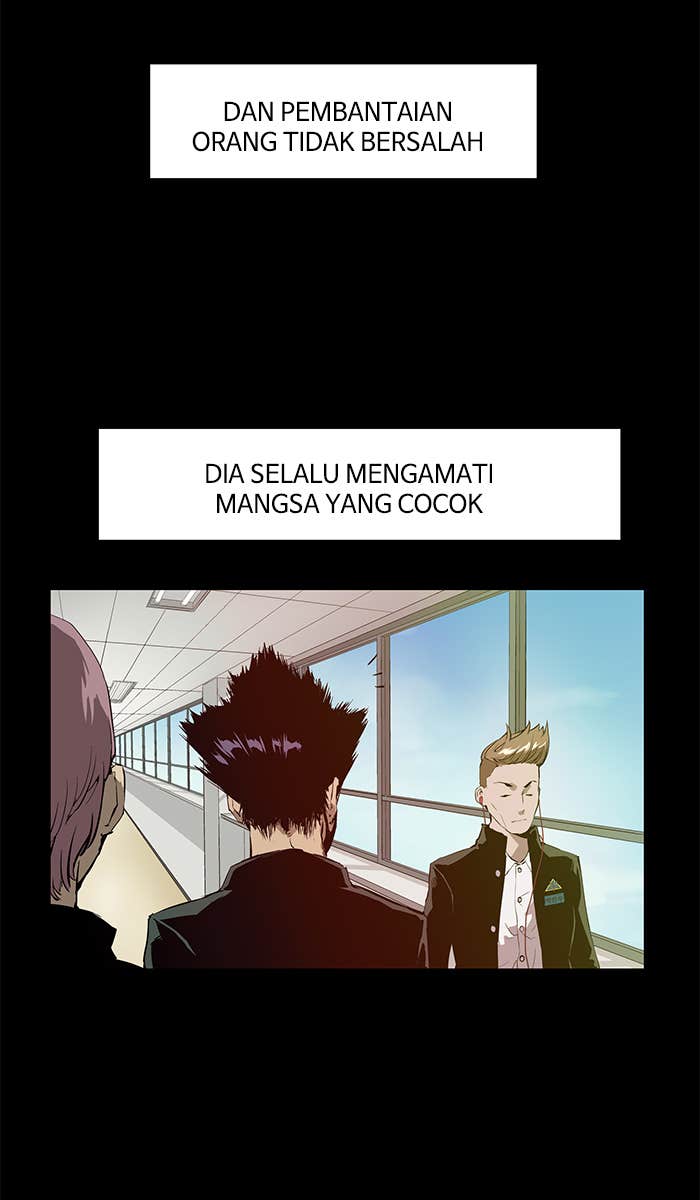 DAN PEMBANTAIAN
ORANG TIDAK BERSALAH
DIA SELALU MENGAMATI
MANGSA YANG COCOK